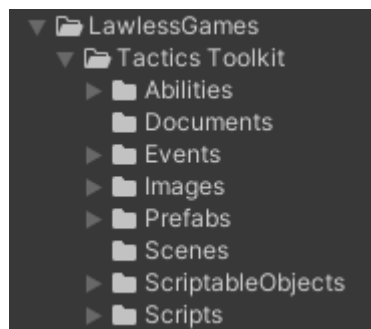 LawlessGames
Tactics Toolkit
Abilities
Documents
Events
Images
Prefabs
Scenes
ScriptableObjects
Scripts